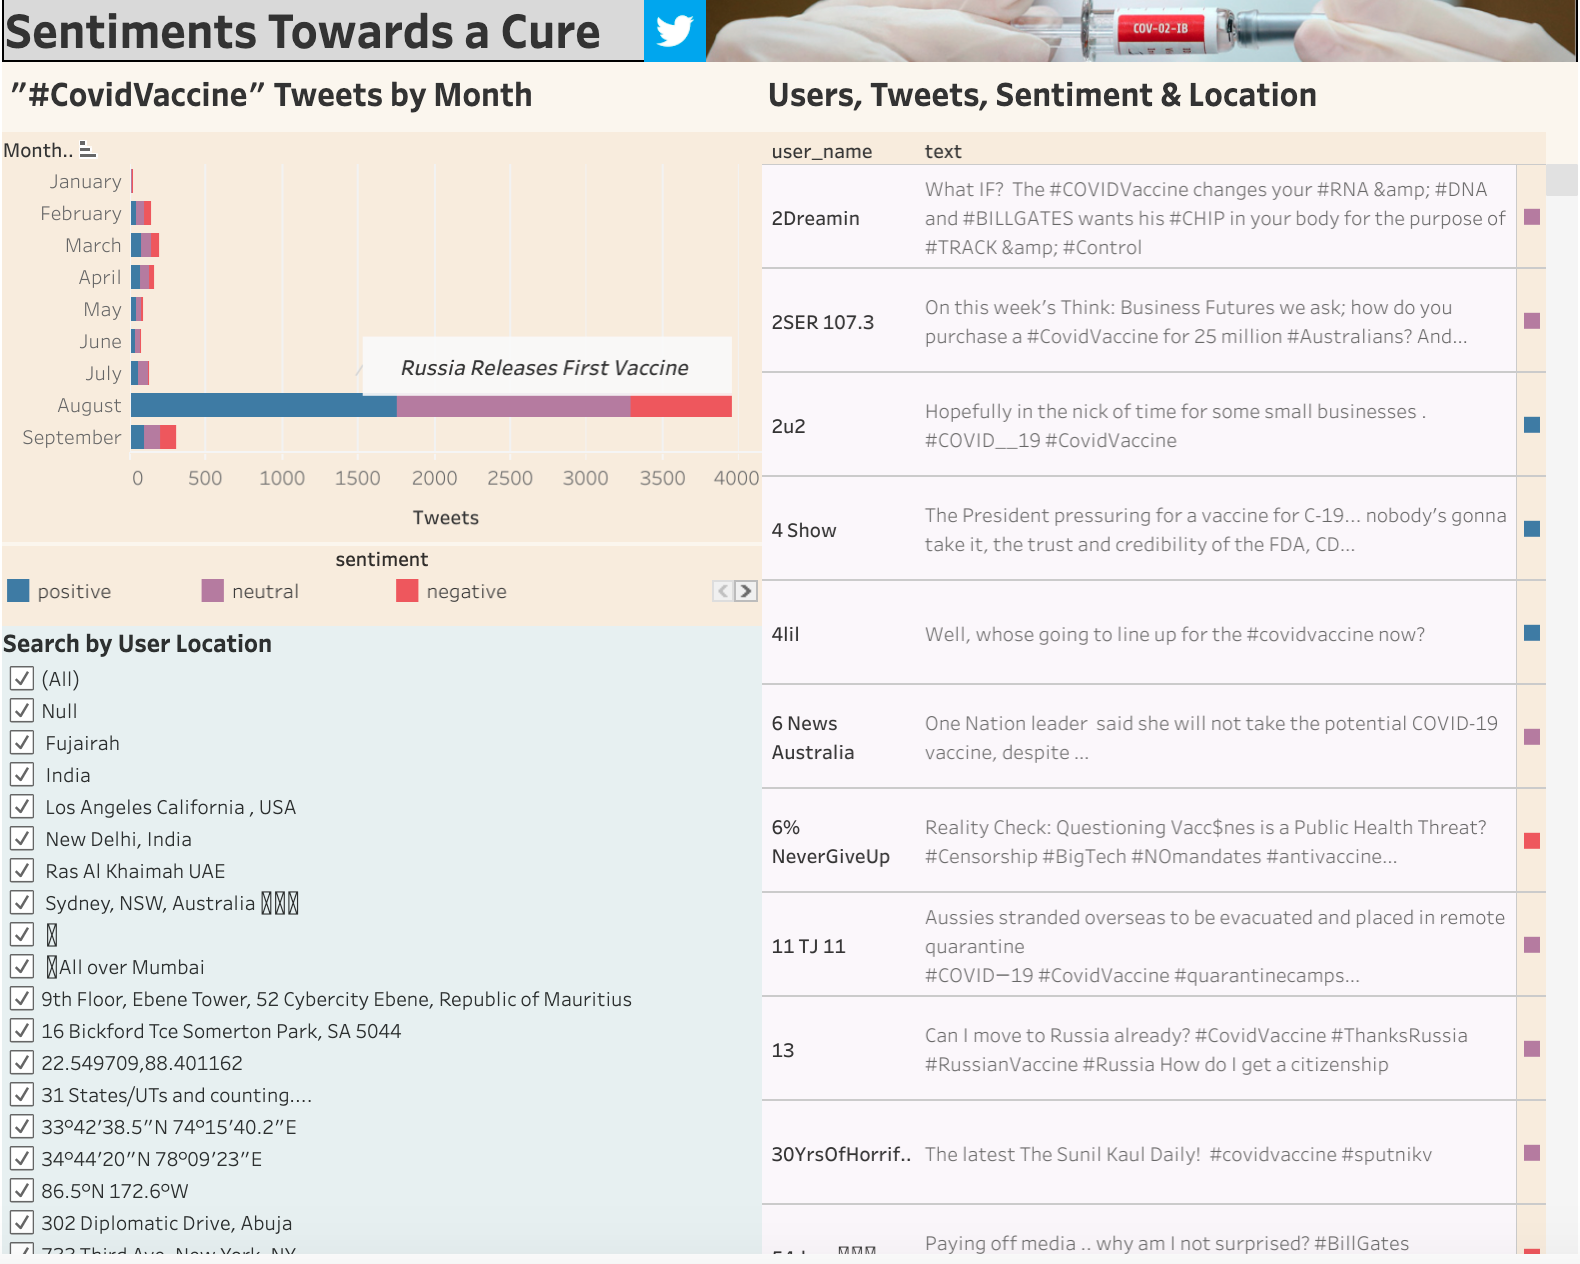 Sentiments Towards a Cure
COV-02-IB
"#CovidVaccine" Tweets by Month
Month..
January
February
March
April
May
June
July
August
September
Russia Releases First Vaccine
0 500 1000 1500 2000 2500 3000 3500 4000
Tweets
sentiment
positive neutral negative
Search by User Location
(All)
Null
Fujairah
India
Los Angeles California , USA
New Delhi, India
Ras Al Khaimah UAE
Sydney, NSW, Australia
All over Mumbai
9th Floor, Ebene Tower, 52 Cybercity Ebene, Republic of Mauritius
16 Bickford Tce Somerton Park, SA 5044
22.549709,88.401162
31 States/UTs and counting....
33°42'38.5"N 74°15'40.2"E
34°44'20"N 78°09'23"E
86.5°N 172.6°W
302 Diplomatic Drive, Abuja
733 Third Ave, New York, NY
Users, Tweets, Sentiment & Location
user_name text
2Dreamin
What IF?  The #COVIDVaccine changes your #RNA &amp; #DNA
and #BILLGATES wants his #CHIP in your body for the purpose of
#TRACK &amp; #Control
2SER 107.3
On this week's Think: Business Futures we ask; how do you
purchase a #CovidVaccine for 25 million #Australians? And...
2u2
Hopefully in the nick of time for some small businesses .
#COVID__19 #CovidVaccine
4 Show
The President pressuring for a vaccine for C-19... nobody's gonna
take it, the trust and credibility of the FDA, CD...
4lil
Well, whose going to line up for the #covidvaccine now?
6 News
Australia
One Nation leader  said she will not take the potential COVID-19
vaccine, despite ...
6%
NeverGiveUp
Reality Check: Questioning Vacc$nes is a Public Health Threat?
#Censorship #BigTech #NOmandates #antivaccine...
11 TJ 11
Aussies stranded overseas to be evacuated and placed in remote
quarantine
#COVID—19 #CovidVaccine #quarantinecamps...
13
Can I move to Russia already? #CovidVaccine #ThanksRussia
#RussianVaccine #Russia How do I get a citizenship
30YrsOfHorrif..
The latest The Sunil Kaul Daily!  #covidvaccine #sputnikv
Paying off media .. why am I not surprised? #BillGates